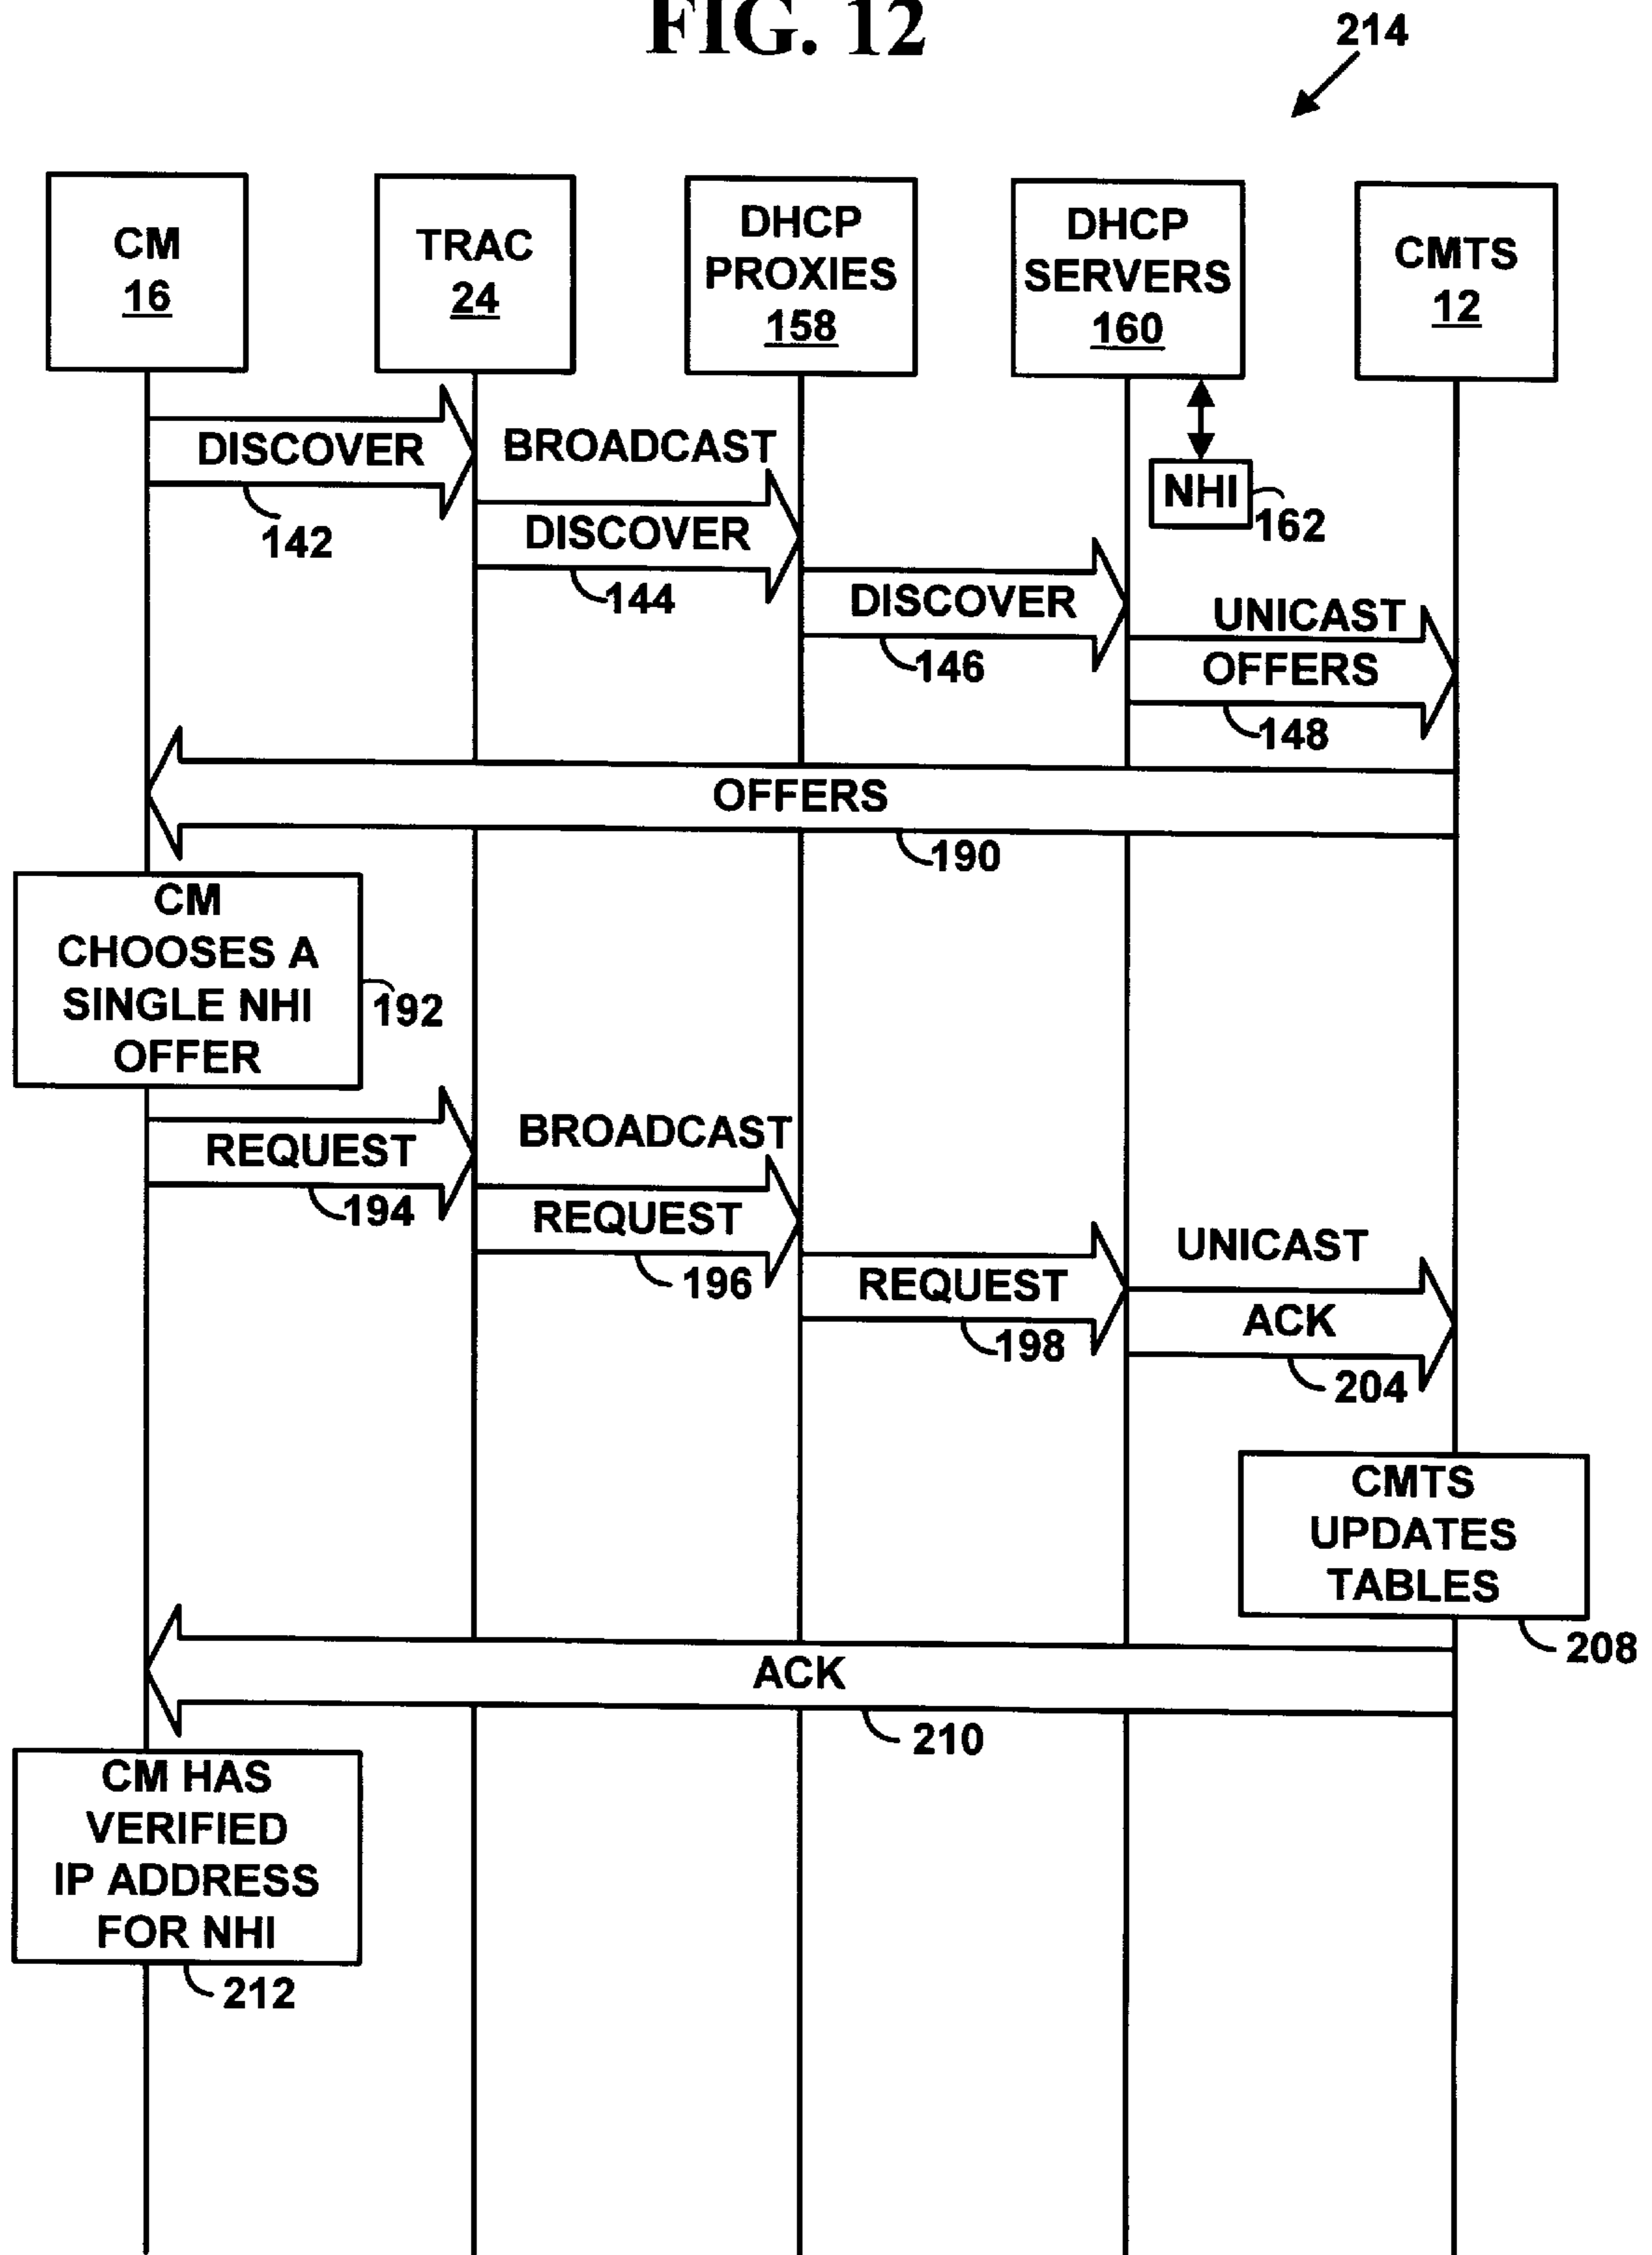 FIG. 12
214
CM
16
TRAC
24
DHCP
PROXIES
158
DHCP
SERVERS
160
CMTS
12
DISCOVER
142
BROADCAST
DISCOVER
144
NHI
162
DISCOVER
146
UNICAST
OFFERS
148
OFFERS
190
CM
CHOOSES A
SINGLE NHI
OFFER
192
REQUEST
194
BROADCAST
REQUEST
196
REQUEST
198
UNICAST
ACK
204
CMTS
UPDATES
TABLES
208
ACK
210
CM HAS
VERIFIED
IP ADDRESS
FOR NHI
212